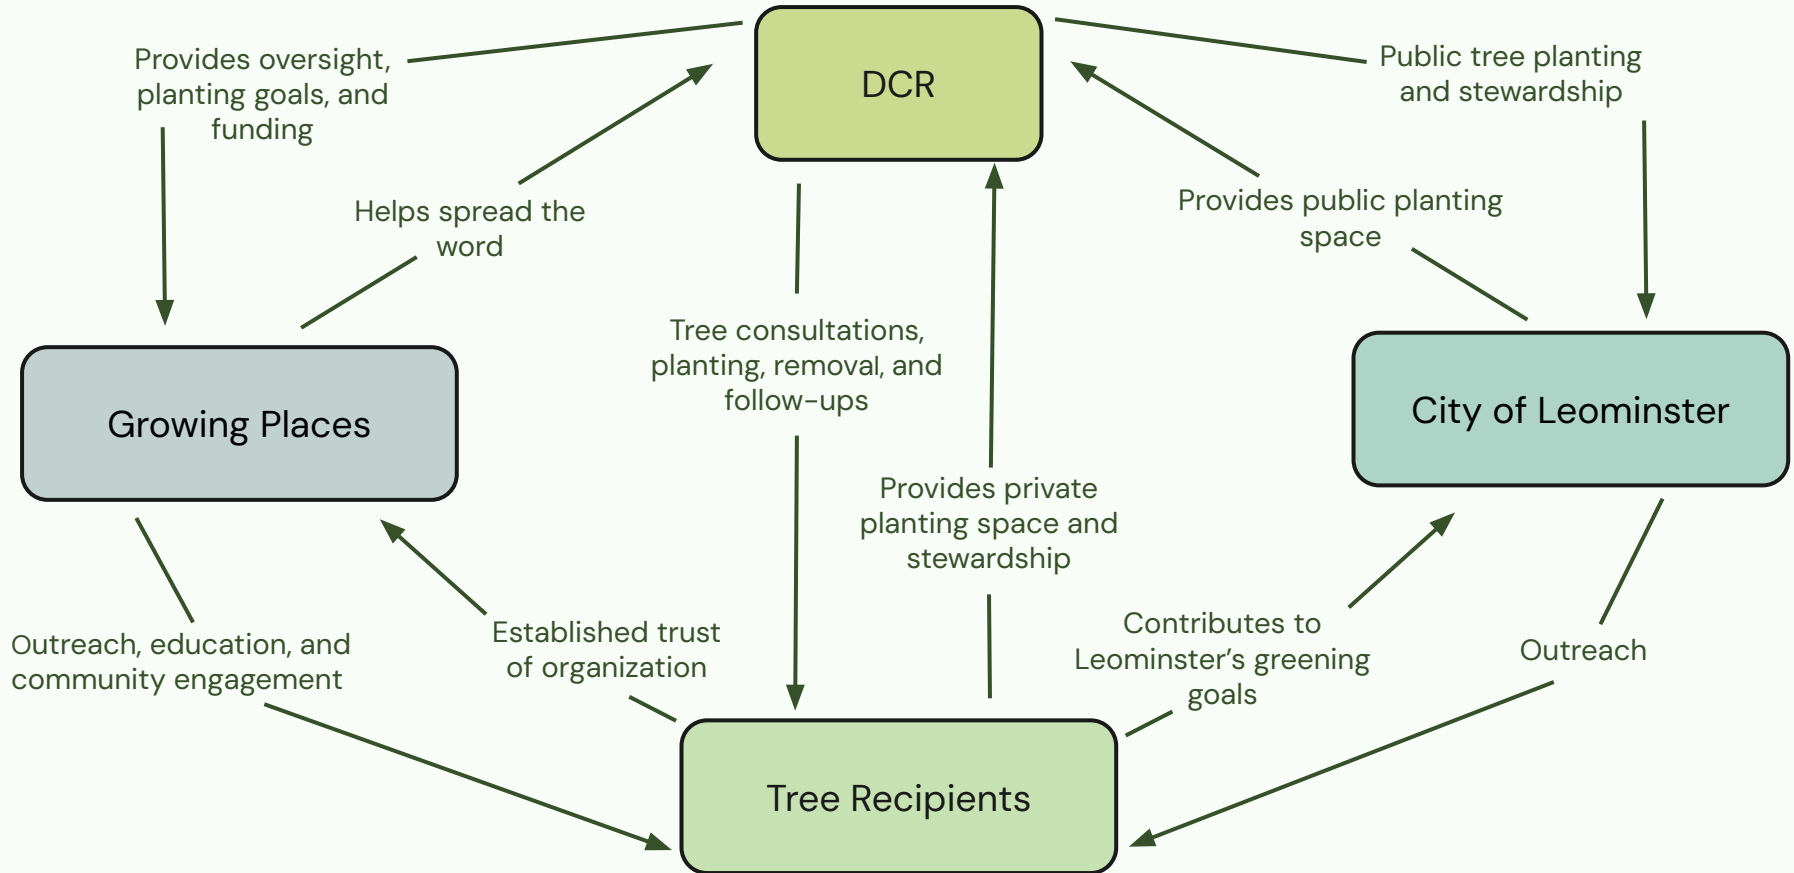 DCR
Provides oversight,
planting goals, and
funding
Public tree planting
and stewardship
Helps spread the
word
Provides public planting
space
Tree consultations,
planting, removal, and
follow-ups
Growing Places
City of Leominster
Provides private
planting space and
stewardship
Outreach, education, and
community engagement
Established trust
of organization
Contributes to
Leominster’s greening
goals
Outreach
Tree Recipients